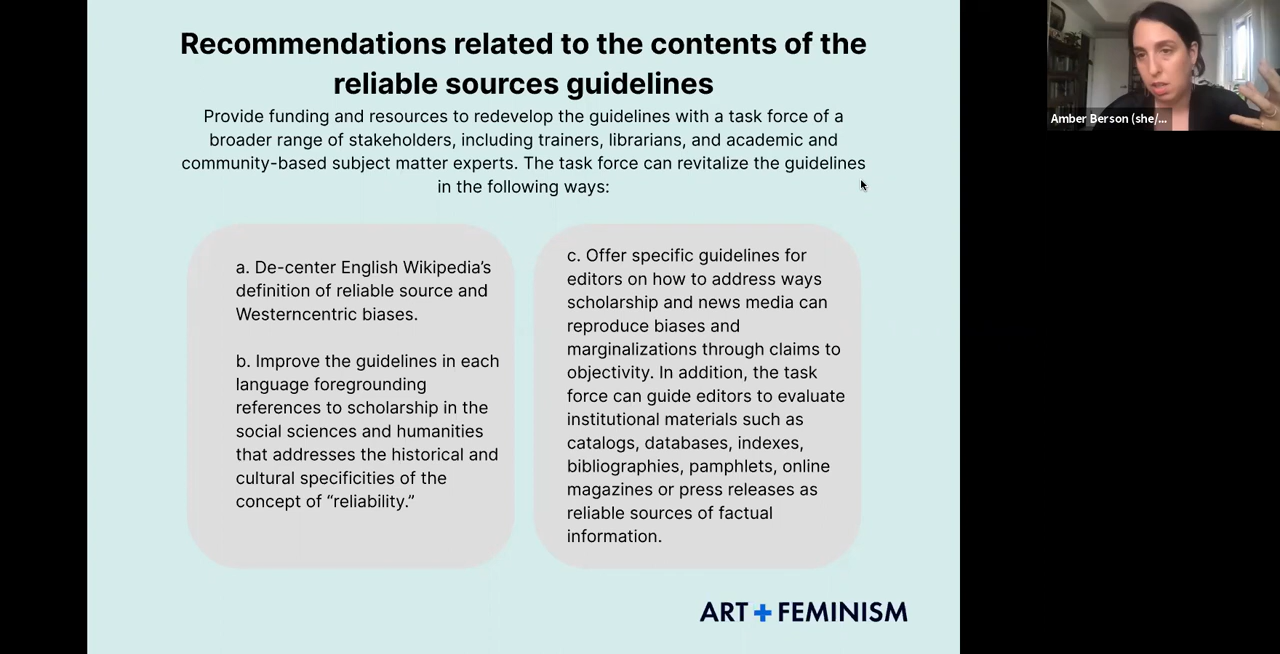 Recommendations related to the contents of the
reliable sources guidelines
Provide funding and resources to redevelop the guidelines with a task force of a
broader range of stakeholders, including trainers, librarians, and academic and
community-based subject matter experts. The task force can revitalize the guidelines
in the following ways:
a. De-center English Wikipedia’s
definition of reliable source and
Westerncentric biases.
b. Improve the guidelines in each
language foregrounding
references to scholarship in the
social sciences and humanities
that addresses the historical and
cultural specificities of the
concept of “reliability.”
c. Offer specific guidelines for
editors on how to address ways
scholarship and news media can
reproduce biases and
marginalizations through claims to
objectivity. In addition, the task
force can guide editors to evaluate
institutional materials such as
catalogs, databases, indexes,
bibliographies, pamphlets, online
magazines or press releases as
reliable sources of factual
information.
ART + FEMINISM
Amber Berson (she/...